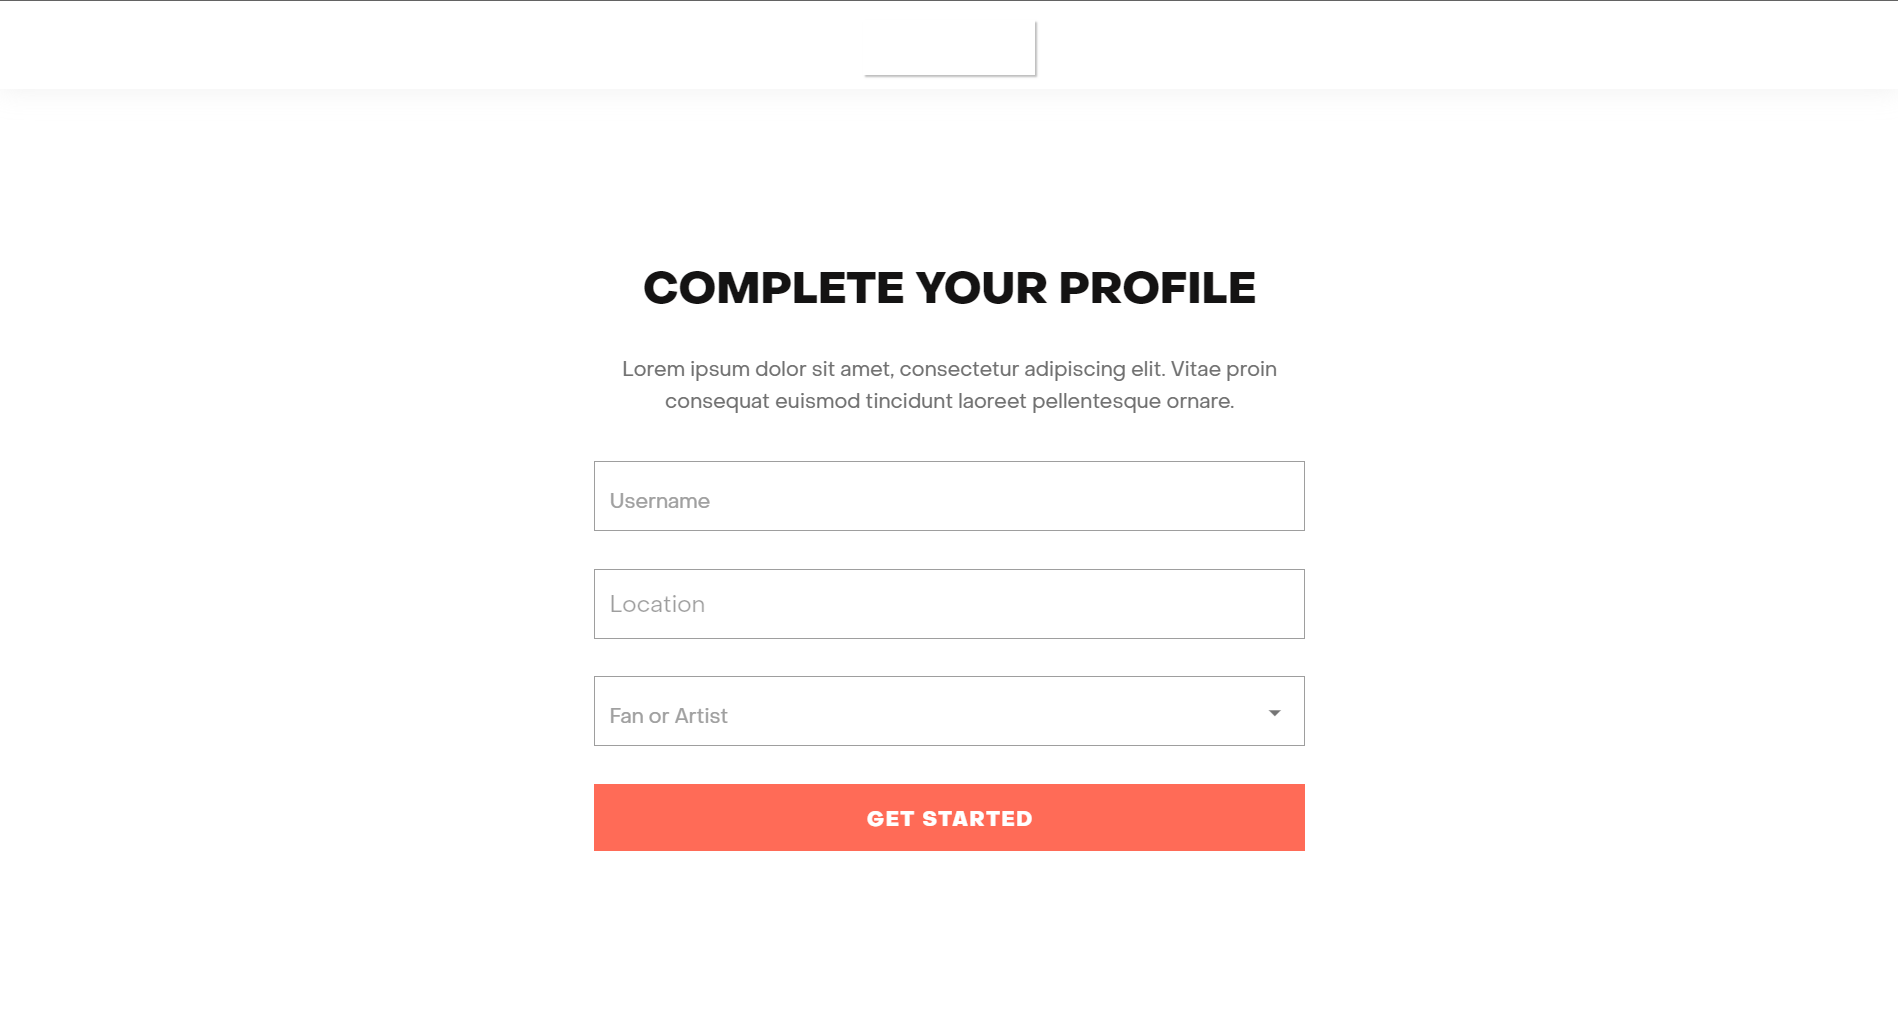 COMPLETE YOUR PROFILE
Lorem ipsum dolor sit amet, consectetur adipiscing elit. Vitae proin
consequat euismod tincidunt laoreet pellentesque ornare.
Username
Location
Fan or Artist
GET STARTED